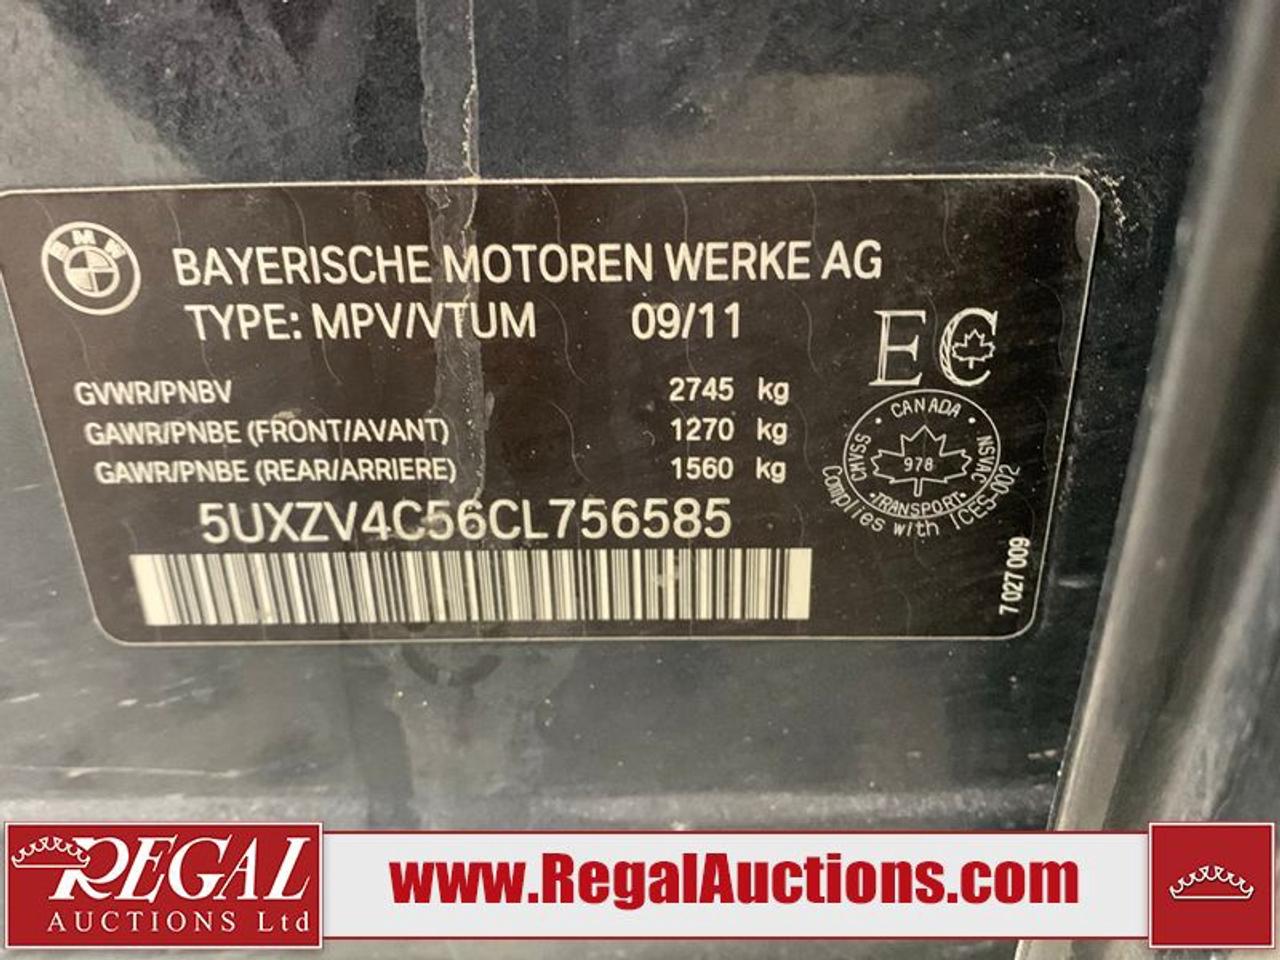 BMW
BAYERISCHE MOTOREN WERKE AG
TYPE: MPV/VTUM 09/11
EC
GVWR/PNBV 2745 kg
GAWR/PNBE (FRONT/AVANT) 1270 kg
GAWR/PNBE (REAR/ARRIERE) 1560 kg
CANADA
CMVSS
NSVAC
978
TRANSPORT
Complies with ICES-002
5UXZV4C56CL756585
7 027 009
REGAL
AUCTIONS Ltd
www.RegalAuctions.com